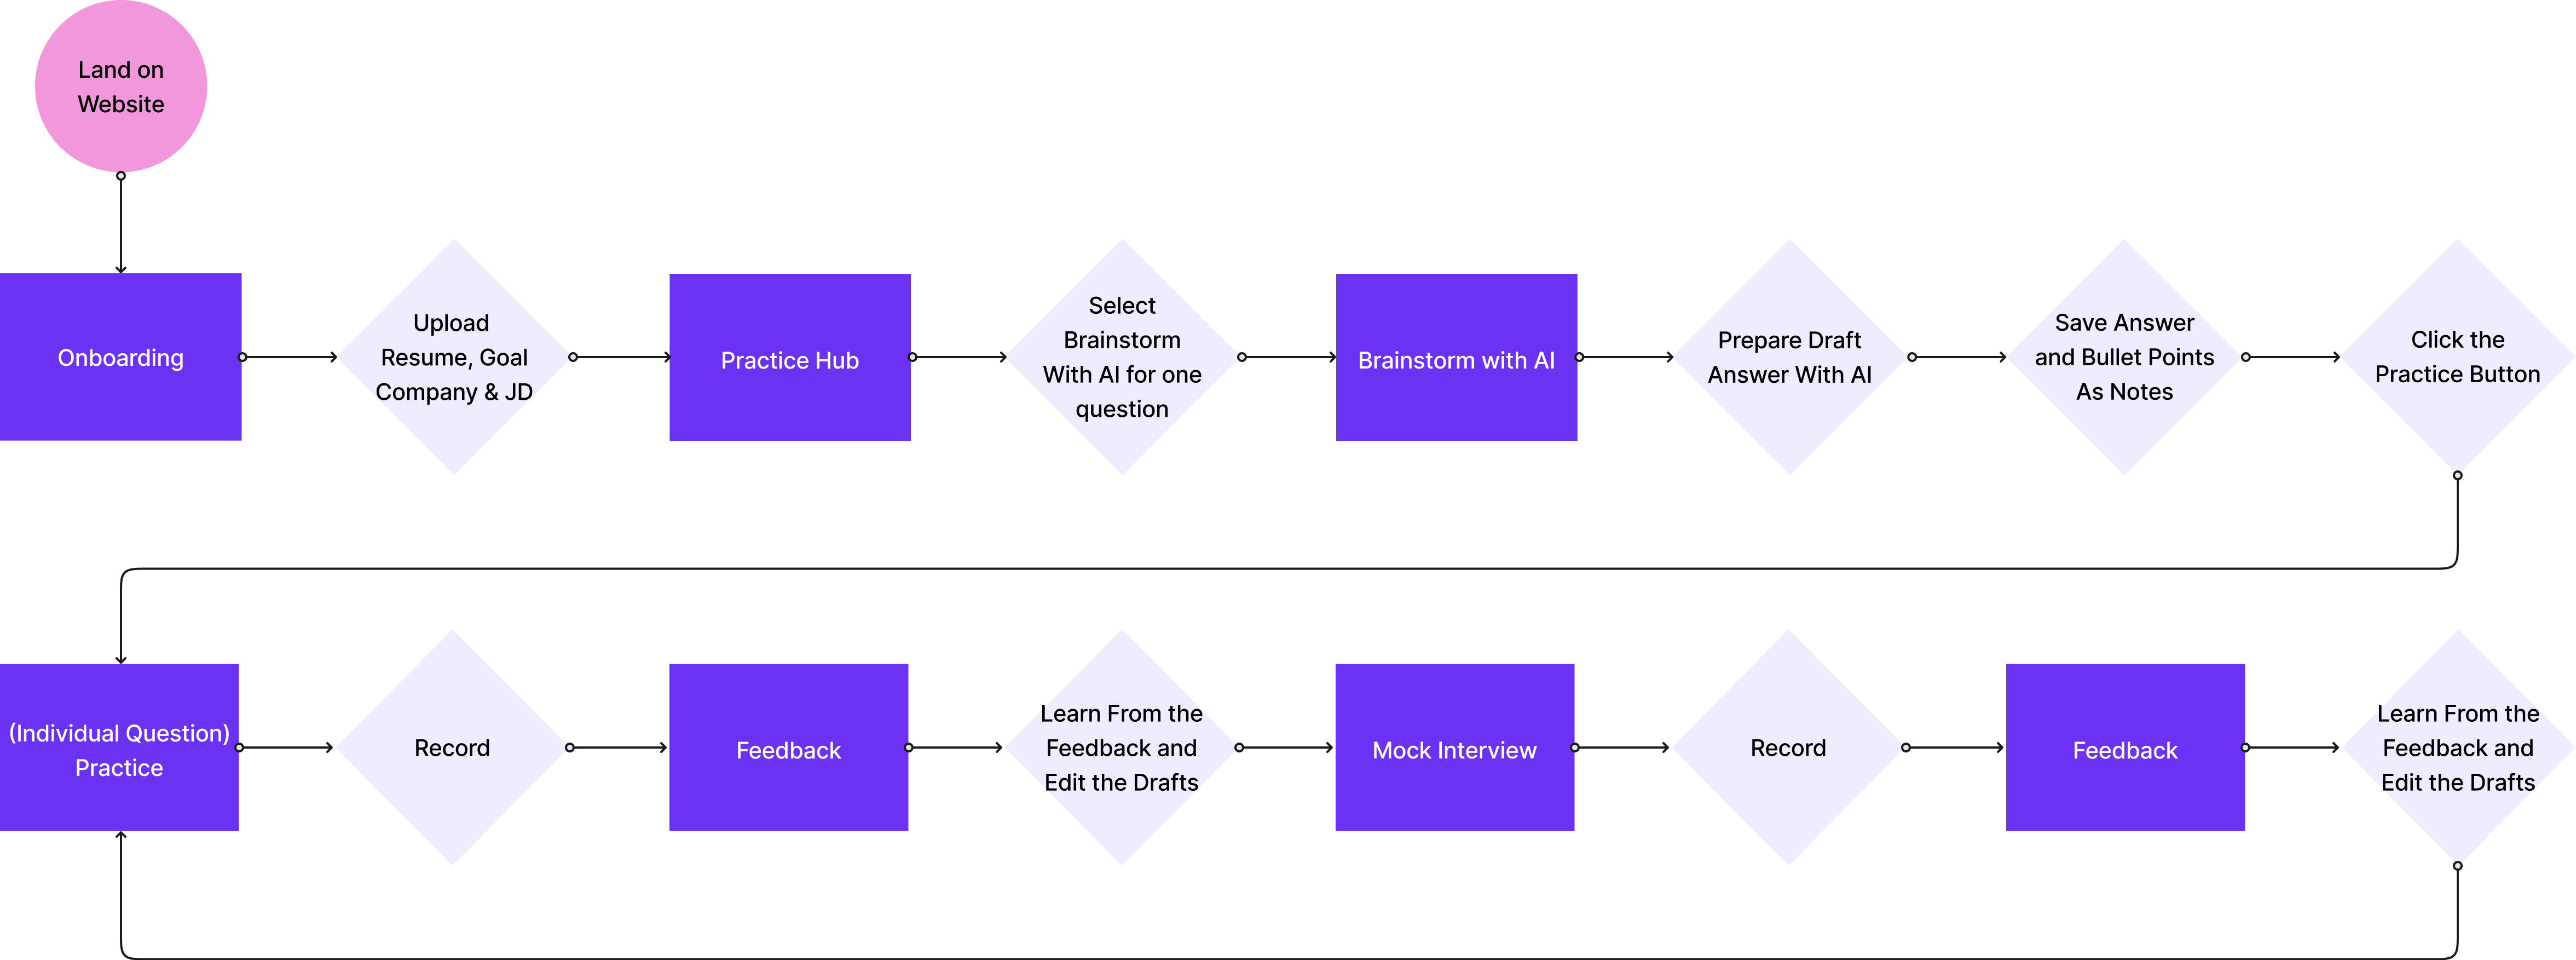 Land on
Website
Onboarding
Upload
Resume, Goal
Company & JD
Practice Hub
Select
Brainstorm
With AI for one
question
Brainstorm with AI
Prepare Draft
Answer With AI
Save Answer
and Bullet Points
As Notes
Click the
Practice Button
(Individual Question)
Practice
Record
Feedback
Learn From the
Feedback and
Edit the Drafts
Mock Interview
Record
Feedback
Learn From the
Feedback and
Edit the Drafts